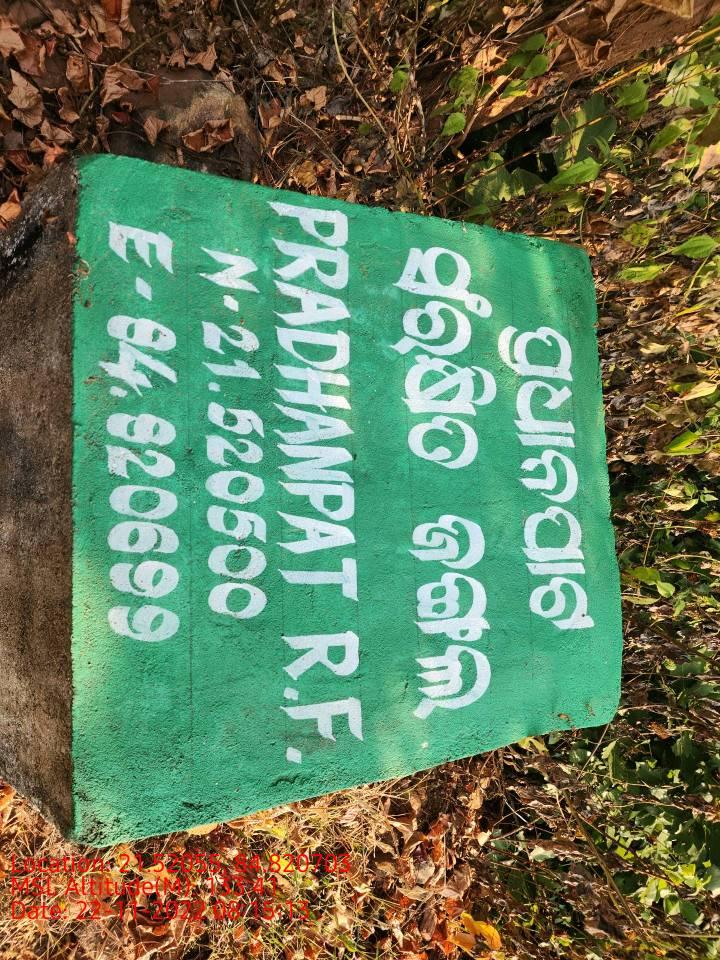 ପ୍ରଧାନପାଟ
ସଂରକ୍ଷିତ ଜଙ୍ଗଲ
PRADHANPAT R.F.
N-21.520500
E-84.820699
Location: 21.52055, 84.820703
MSL Altitude(M): 133.41
Date: 22-11-2022 08:15:13